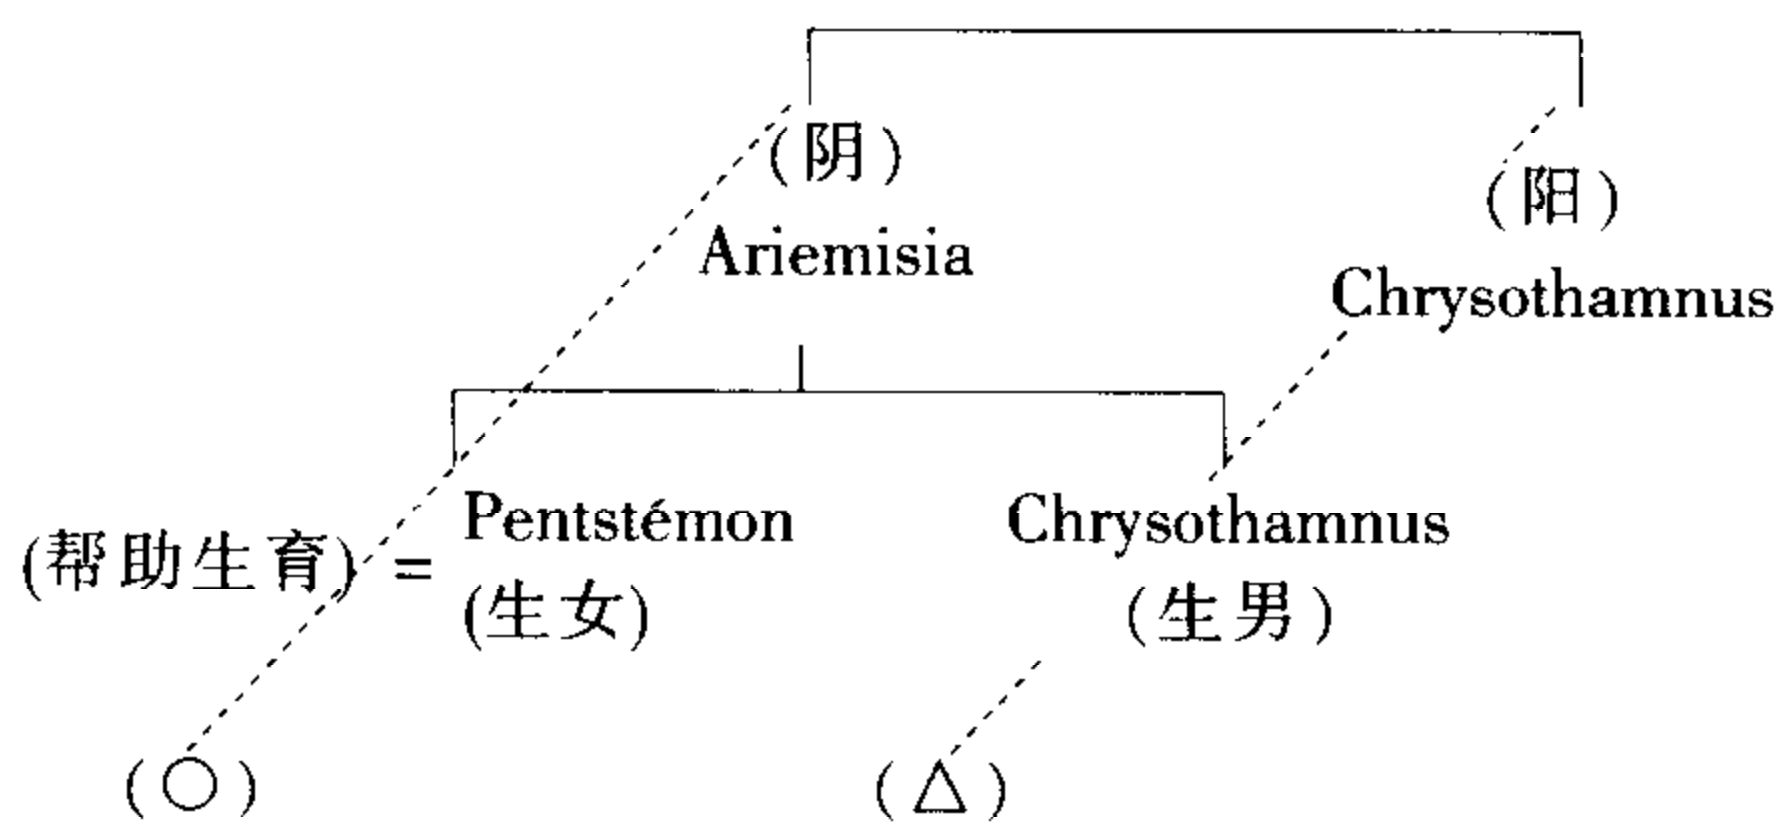 (阴)
(阳)
Ariemisia
Chrysothamnus
Pentstémon
Chrysothamnus
(帮助生育) =
(生女)
(生男)
(○)
(△)